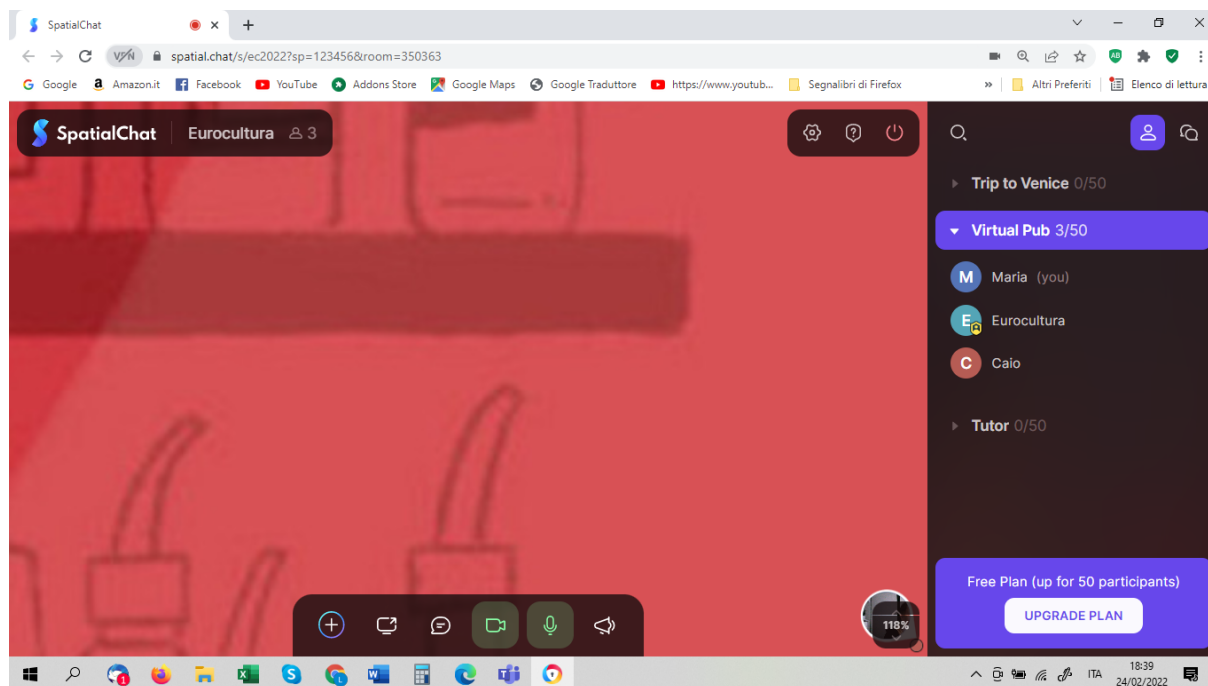 SpatialChat
spatial.chat/s/ec2022?sp=123456&room=350363
VPN
Google
Amazon.it
Facebook
YouTube
Addons Store
Google Maps
Google Traduttore
https://www.youtub...
Segnalibri di Firefox
»
Altri Preferiti
Elenco di lettura
SpatialChat
Eurocultura
3
Trip to Venice 0/50
Virtual Pub 3/50
M Maria (you)
E Eurocultura
C Caio
Tutor 0/50
Free Plan (up for 50 participants)
UPGRADE PLAN
118%
ITA
18:39
24/02/2022